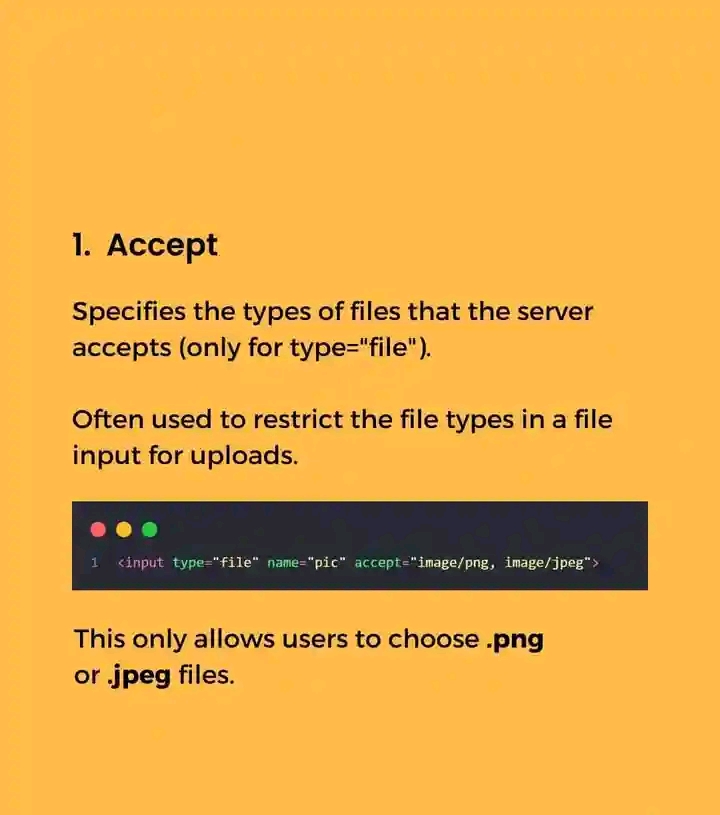 1. Accept
Specifies the types of files that the server
accepts (only for type="file").
Often used to restrict the file types in a file
input for uploads.
1 <input type="file" name="pic" accept="image/png, image/jpeg">
This only allows users to choose .png
or .jpeg files.